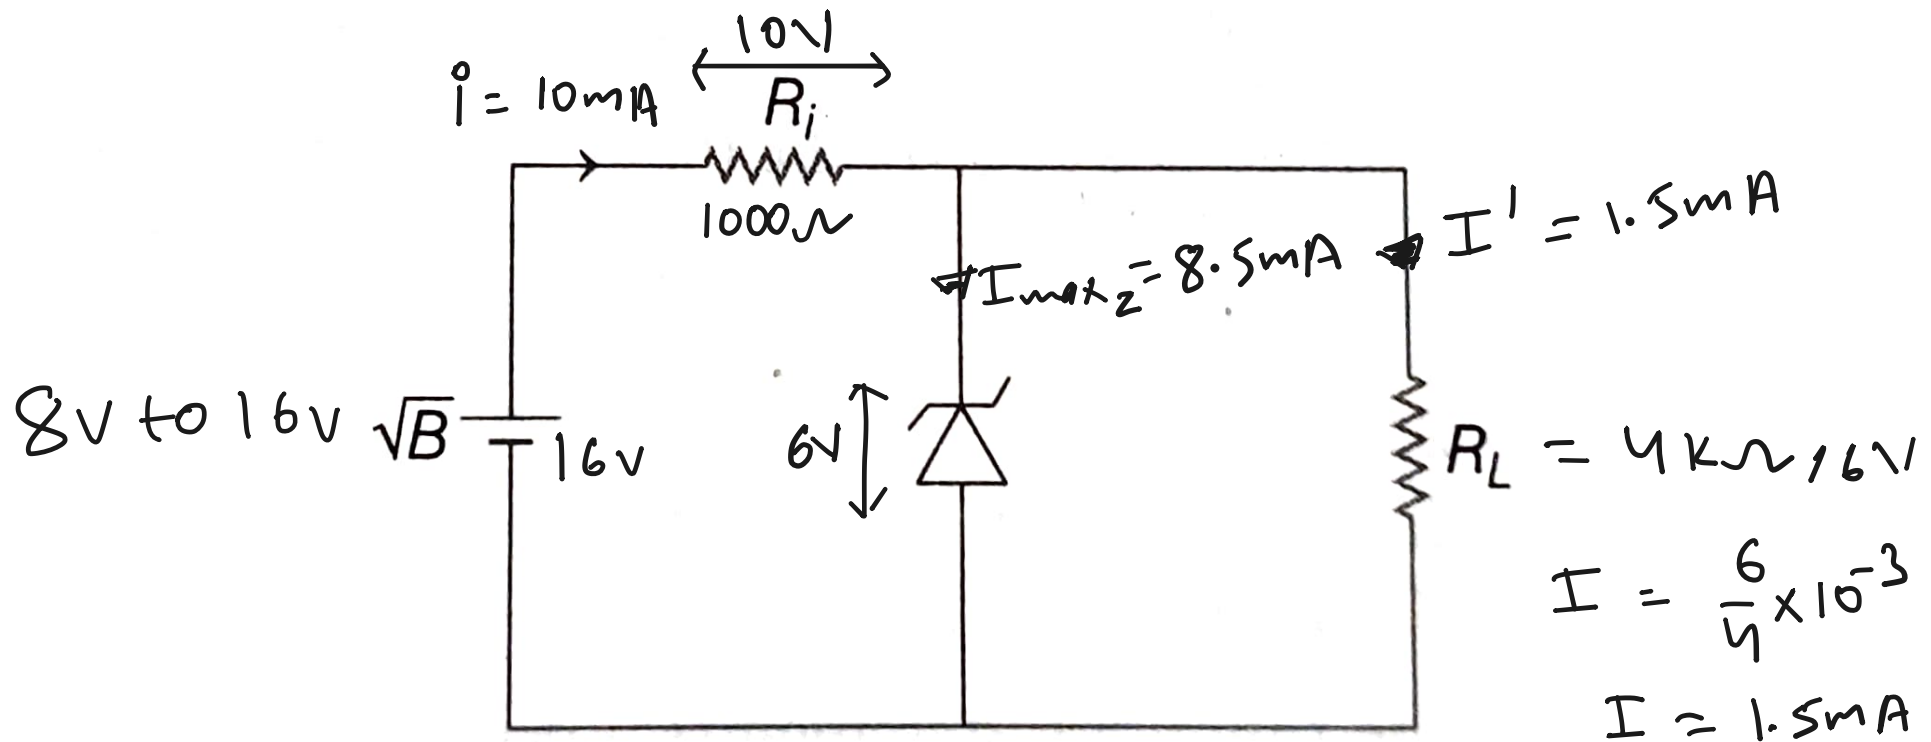 10V
i = 10mA
Ri
1000Ω
I' = 1.5mA
Imaxz = 8.5mA
8V to 16V
√B
16V
6V
RL = 4KΩ, 6V
I = 6/4 × 10⁻³
I = 1.5mA